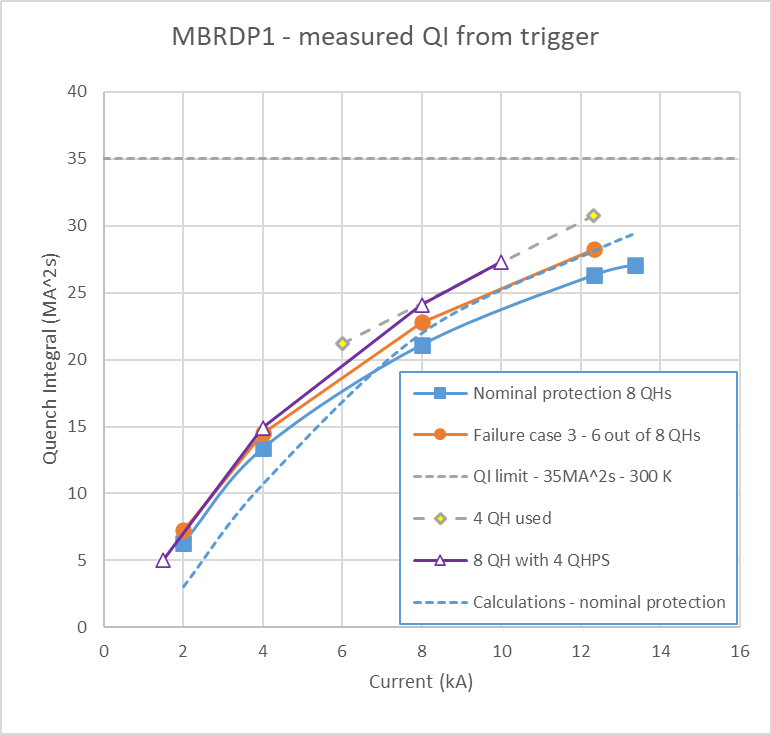 MBRDP1 - measured QI from trigger
40
35
30
25
20
15
10
5
0
Quench Integral (MA^2s)
Nominal protection 8 QHs
Failure case 3 - 6 out of 8 QHs
QI limit - 35MA^2s - 300 K
4 QH used
8 QH with 4 QHPS
Calculations - nominal protection
0 2 4 6 8 10 12 14 16
Current (kA)